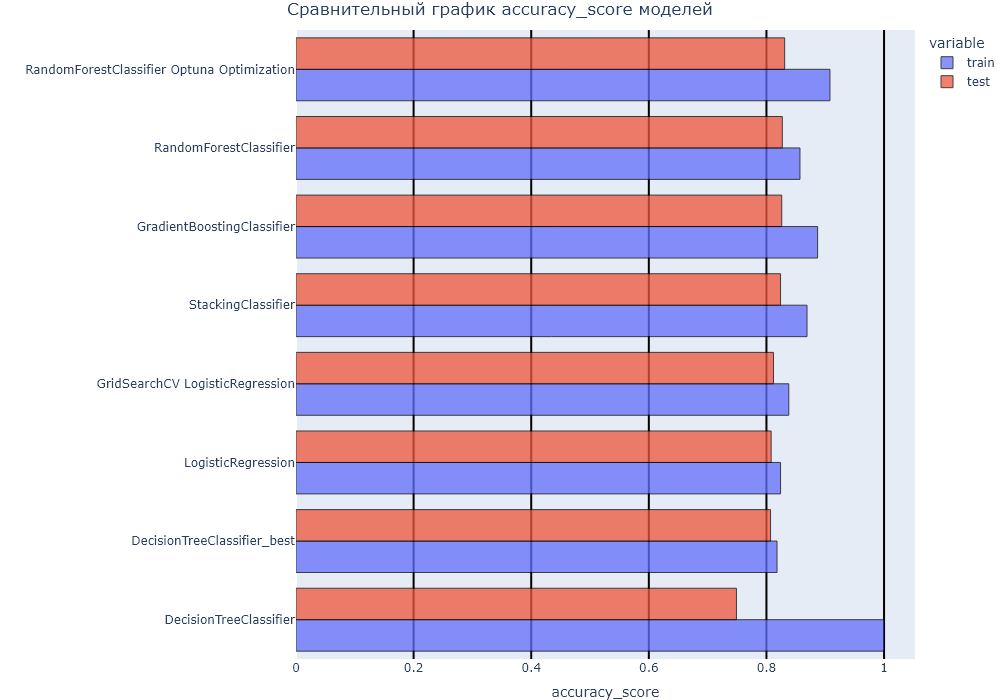 Сравнительный график accuracy_score моделей
variable
train
test
RandomForestClassifier Optuna Optimization
RandomForestClassifier
GradientBoostingClassifier
StackingClassifier
GridSearchCV LogisticRegression
LogisticRegression
DecisionTreeClassifier_best
DecisionTreeClassifier
0 0.2 0.4 0.6 0.8 1
accuracy_score